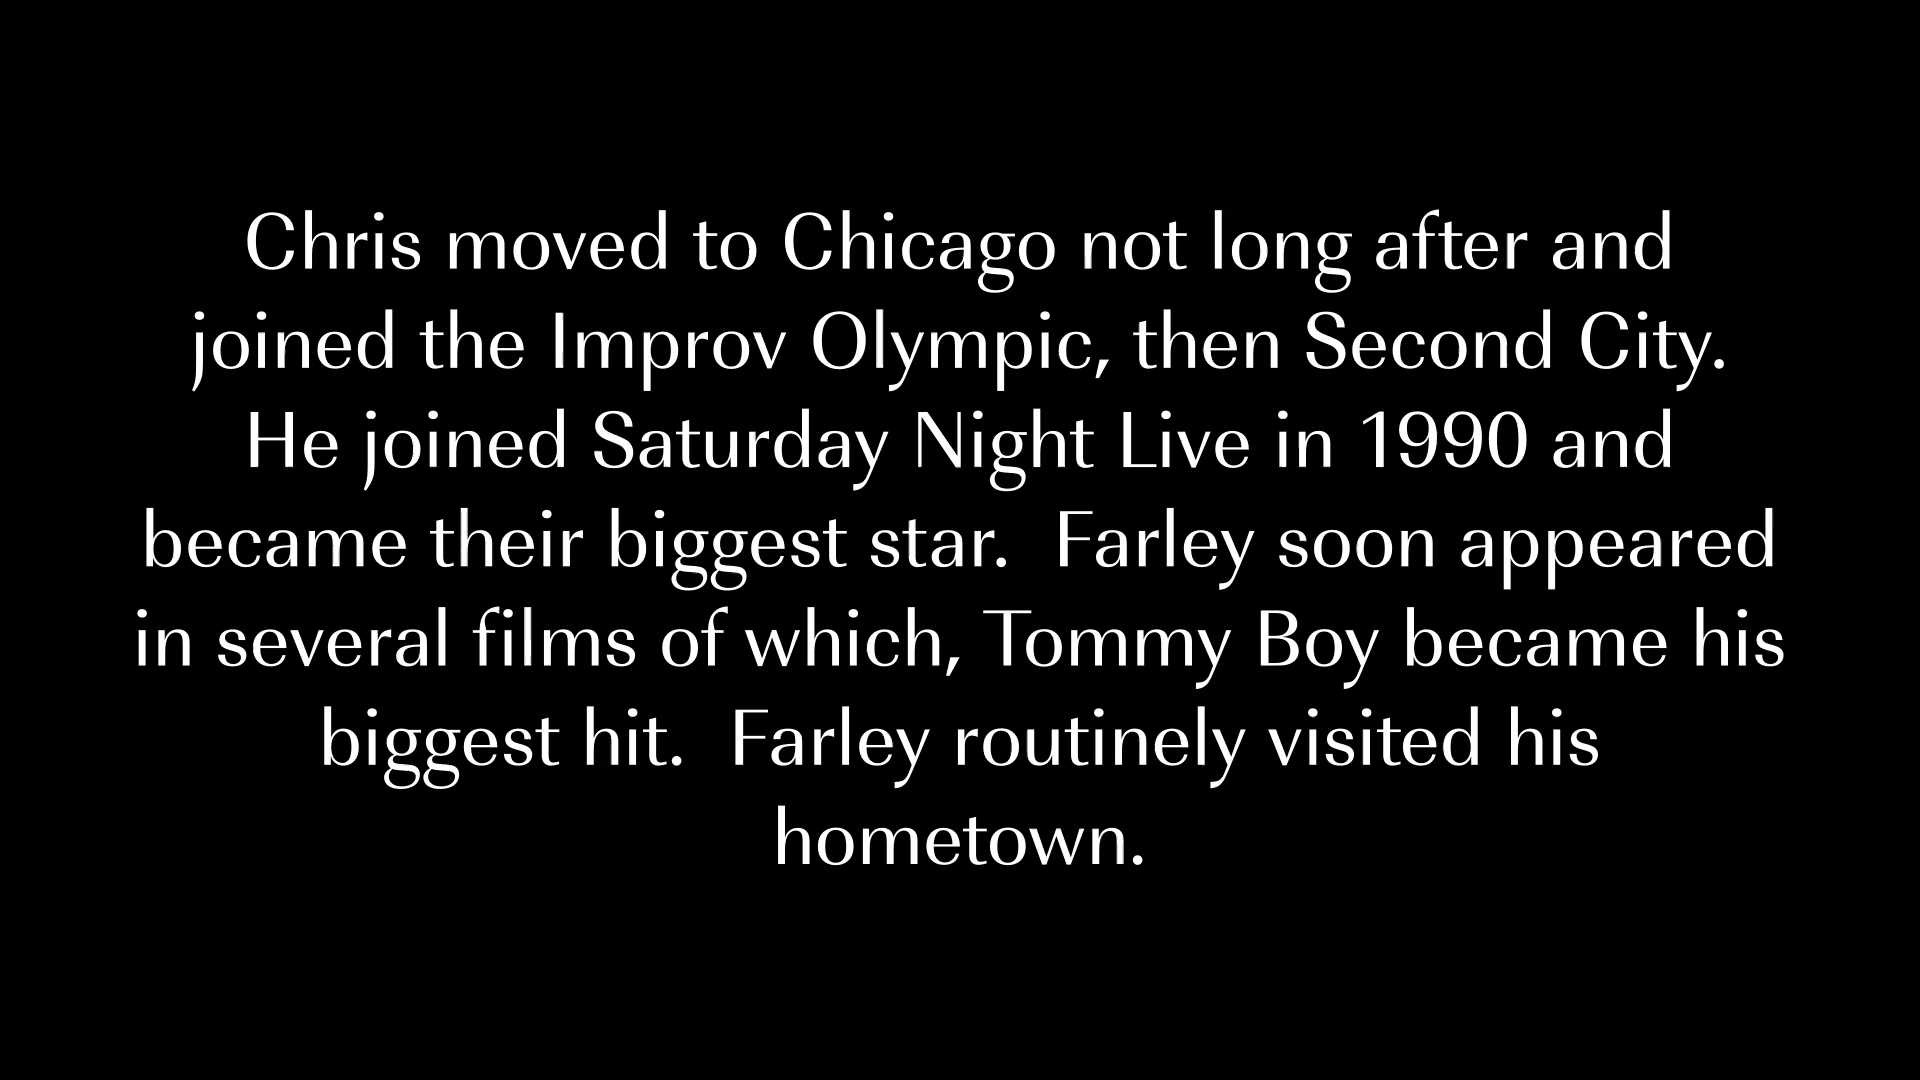 Chris moved to Chicago not long after and
joined the Improv Olympic, then Second City.
He joined Saturday Night Live in 1990 and
became their biggest star.  Farley soon appeared
in several films of which, Tommy Boy became his
biggest hit.  Farley routinely visited his
hometown.